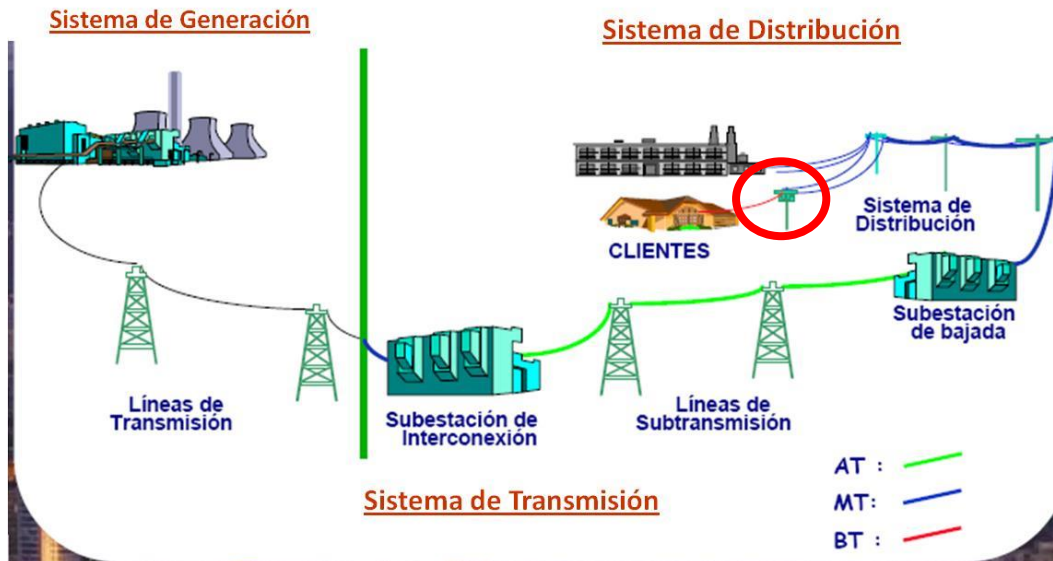 Sistema de Generación
Sistema de Distribución
CLIENTES
Sistema de
Distribución
Subestación
de bajada
Líneas de
Transmisión
Subestación de
Interconexión
Líneas de
Subtransmisión
Sistema de Transmisión
AT :
MT:
BT :